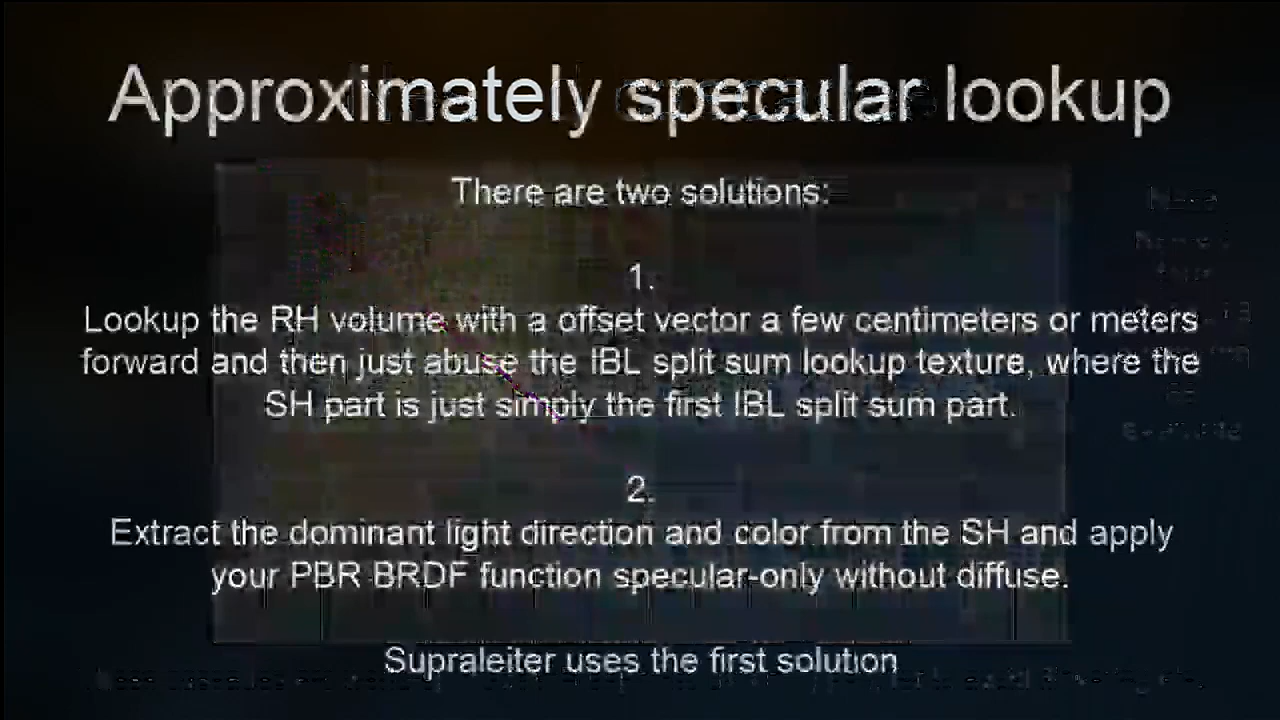 Approximately specular lookup
There are two solutions:
1.
Lookup the RH volume with a offset vector a few centimeters or meters
forward and then just abuse the IBL split sum lookup texture, where the
SH part is just simply the first IBL split sum part.
2.
Extract the dominant light direction and color from the SH and apply
your PBR BRDF function specular-only without diffuse.
Supraleiter uses the first solution